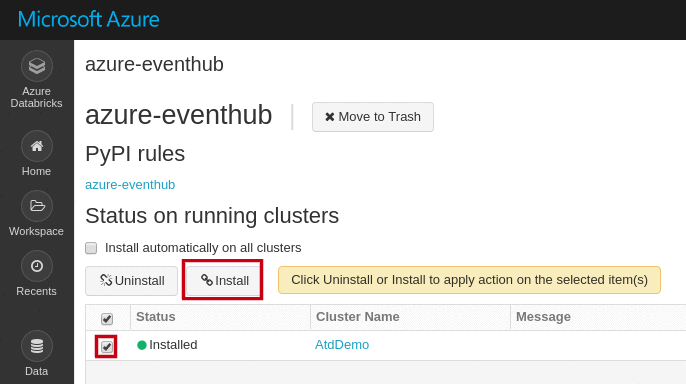 Microsoft Azure
Azure
Databricks
Home
Workspace
Recents
Data
azure-eventhub
azure-eventhub
Move to Trash
PyPI rules
azure-eventhub
Status on running clusters
Install automatically on all clusters
Uninstall Install Click Uninstall or Install to apply action on the selected item(s)
Status Cluster Name Message
Installed AtdDemo